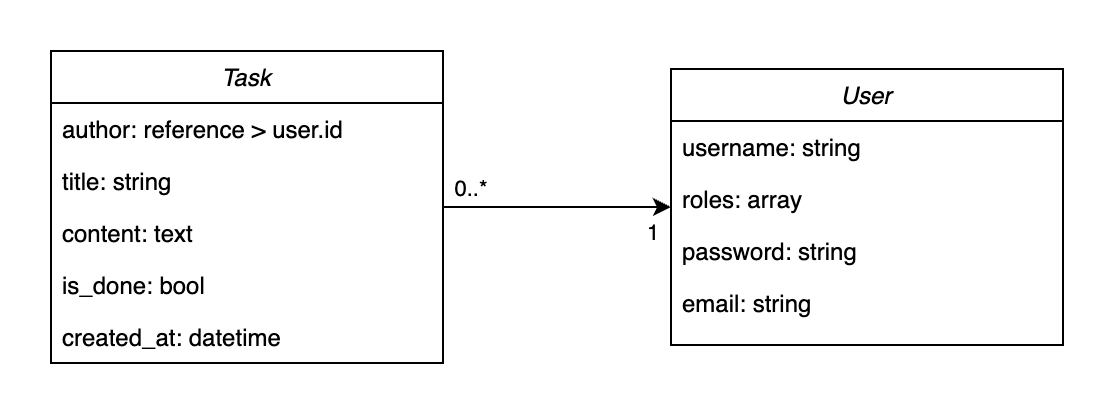 Task
author: reference > user.id
title: string
content: text
is_done: bool
created_at: datetime
0..*
1
User
username: string
roles: array
password: string
email: string